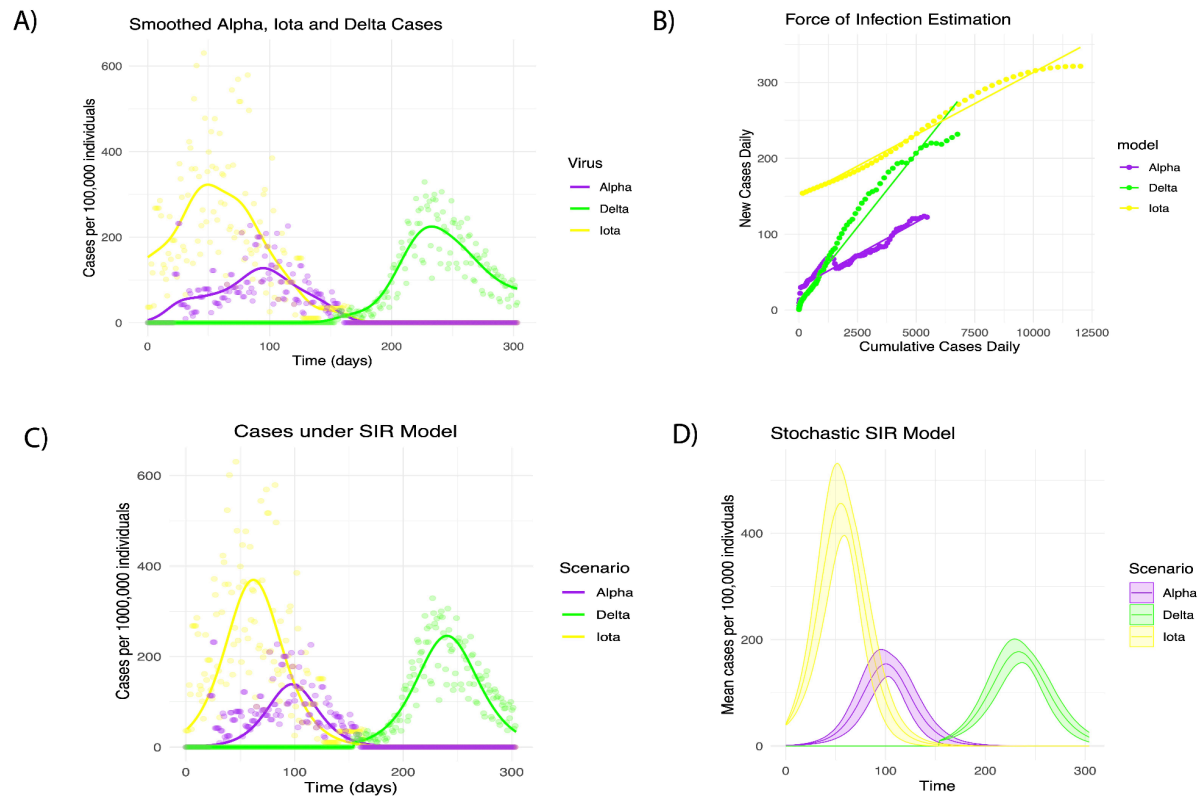 A)
Smoothed Alpha, Iota and Delta Cases
Cases per 100,000 individuals
600
400
200
0
0 100 200 300
Time (days)
Virus
Alpha
Delta
Iota
B)
Force of Infection Estimation
New Cases Daily
300
200
100
0
0 2500 5000 7500 10000 12500
Cumulative Cases Daily
model
Alpha
Delta
Iota
C)
Cases under SIR Model
Cases per 1000,000 indivduals
600
400
200
0
0 100 200 300
Time (days)
Scenario
Alpha
Delta
Iota
D)
Stochastic SIR Model
Mean cases per 100,000 indivduals
400
200
0
0 100 200 300
Time
Scenario
Alpha
Delta
Iota